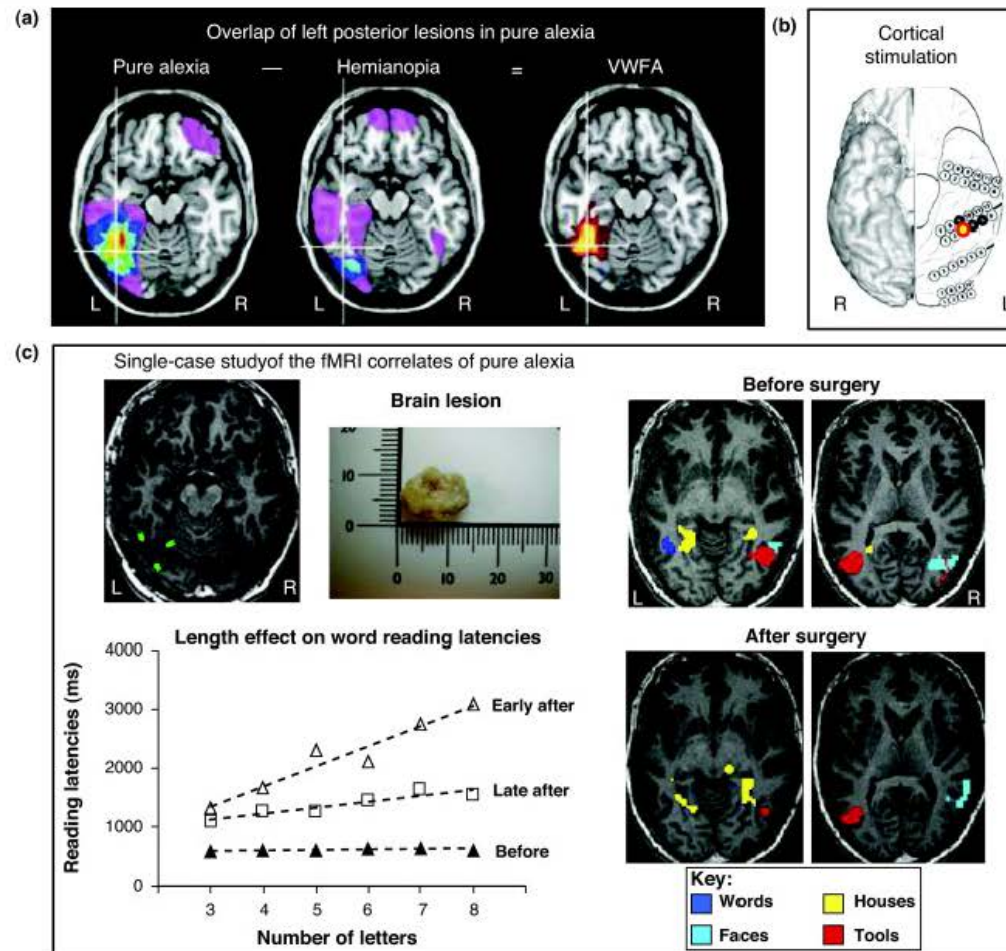 (a)
Overlap of left posterior lesions in pure alexia
Pure alexia — Hemianopia = VWFA
L R L R L R
(b)
Cortical
stimulation
R L
(c)
Single-case studyof the fMRI correlates of pure alexia
Brain lesion
20
10
0
0 10 20 30
L R
Before surgery
L R
Length effect on word reading latencies
Reading latencies (ms)
4000
3000
2000
1000
0
Early after
Late after
Before
3 4 5 6 7 8
Number of letters
After surgery
Key:
Words Houses
Faces Tools